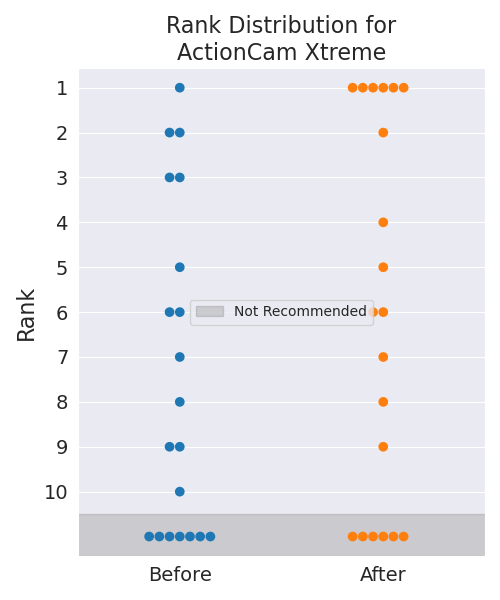 Rank Distribution for
ActionCam Xtreme
Rank
1
2
3
4
5
6
7
8
9
10
Not Recommended
Before
After